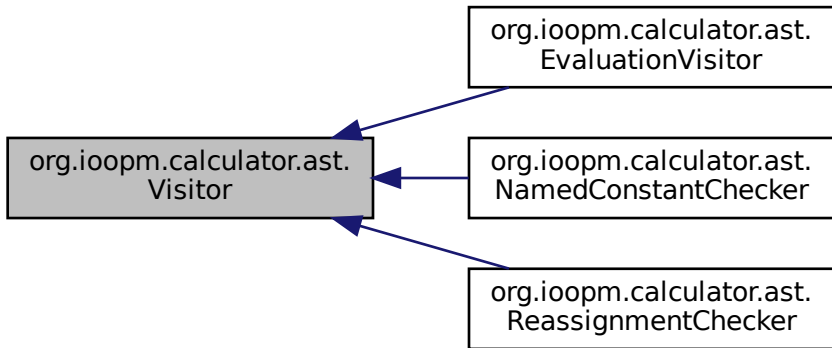 org.ioopm.calculator.ast.
EvaluationVisitor
org.ioopm.calculator.ast.
Visitor
org.ioopm.calculator.ast.
NamedConstantChecker
org.ioopm.calculator.ast.
ReassignmentChecker